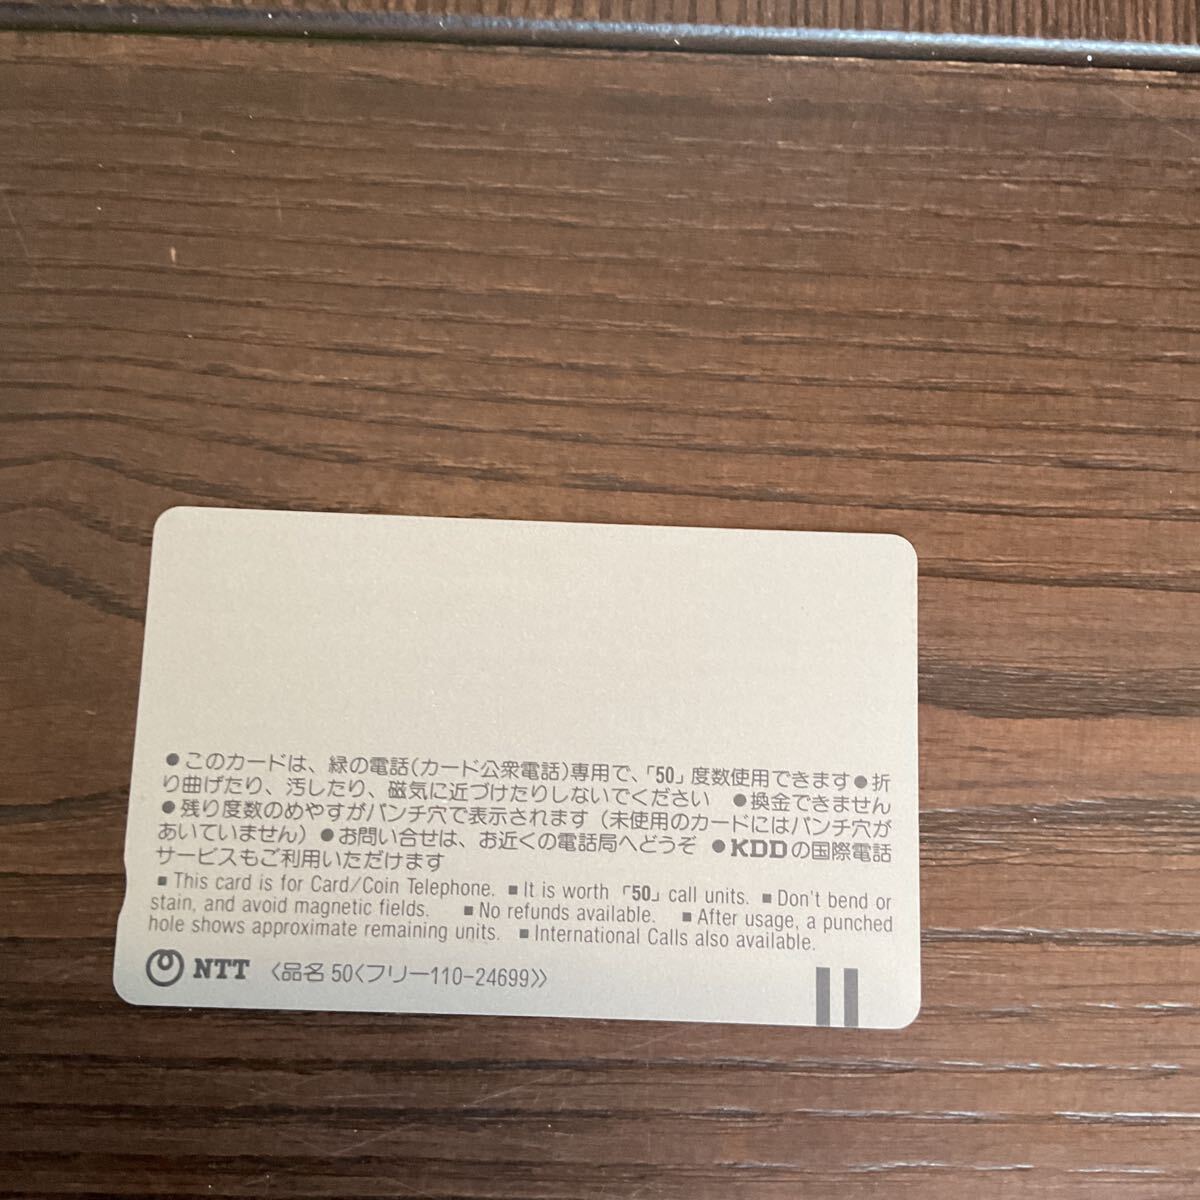 ●このカードは、緑の電話(カード公衆電話)専用で、「50」度数使用できます●折
り曲げたり、汚したり、磁気に近づけたりしないでください ●換金できません
●残り度数のめやすがパンチ穴で表示されます(未使用のカードにはパンチ穴が
あいていません)●お問い合せは、お近くの電話局へどうぞ ●KDDの国際電話
サービスもご利用いただけます
■This card is for Card/Coin Telephone. ■It is worth「50」call units. ■Don't bend or
stain, and avoid magnetic fields. ■No refunds available. ■After usage, a punched
hole shows approximate remaining units. ■International Calls also available.
NTT 〈品名 50〈フリー110-24699〉〉